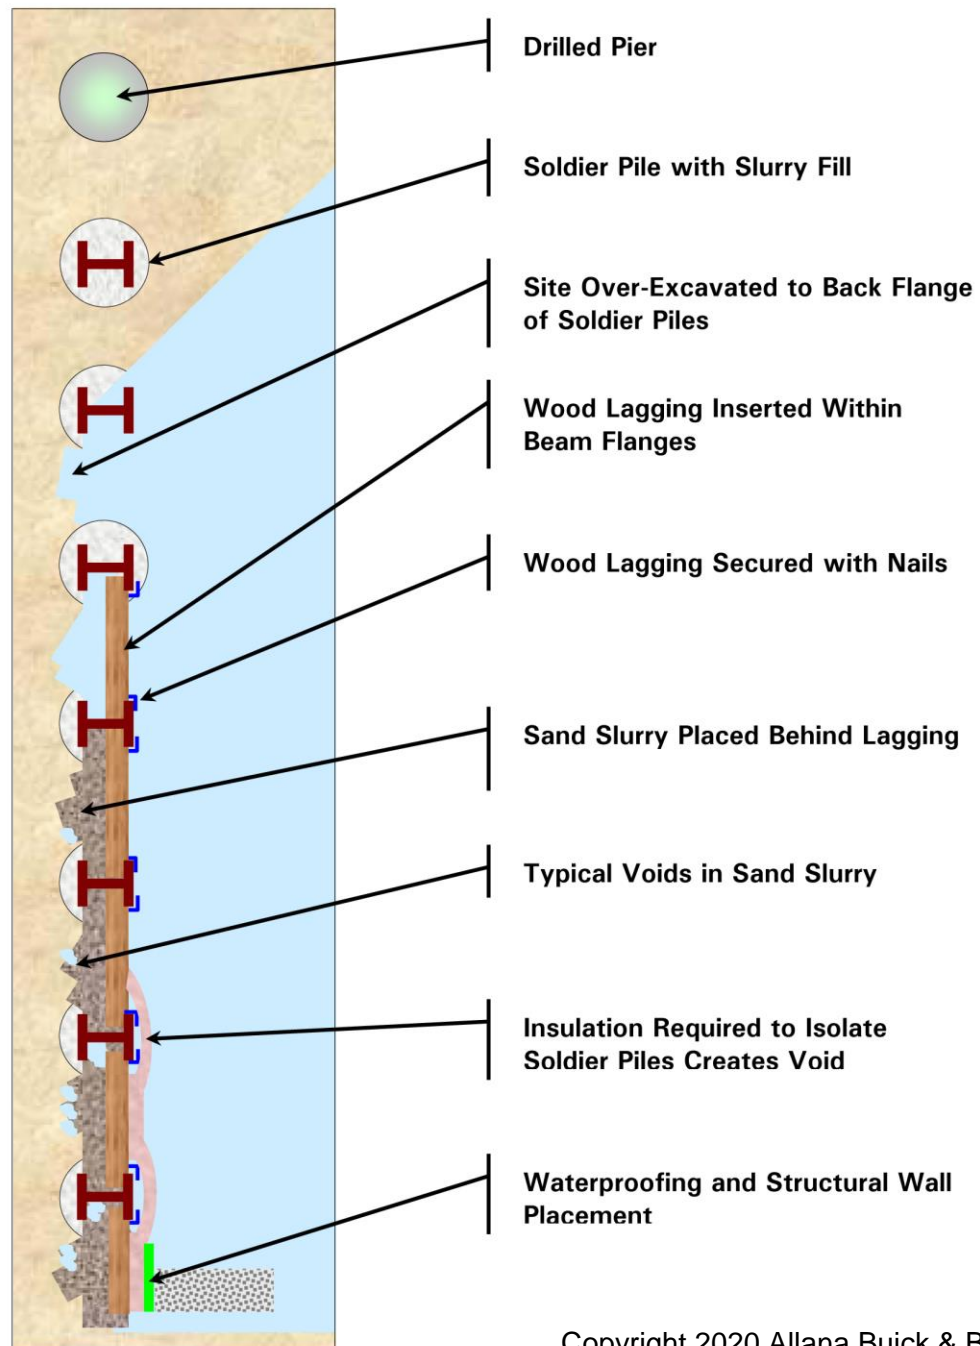 Drilled Pier
Soldier Pile with Slurry Fill
Site Over-Excavated to Back Flange
of Soldier Piles
Wood Lagging Inserted Within
Beam Flanges
Wood Lagging Secured with Nails
Sand Slurry Placed Behind Lagging
Typical Voids in Sand Slurry
Insulation Required to Isolate
Soldier Piles Creates Void
Waterproofing and Structural Wall
Placement
Copyright 2020 Allana Buick & B